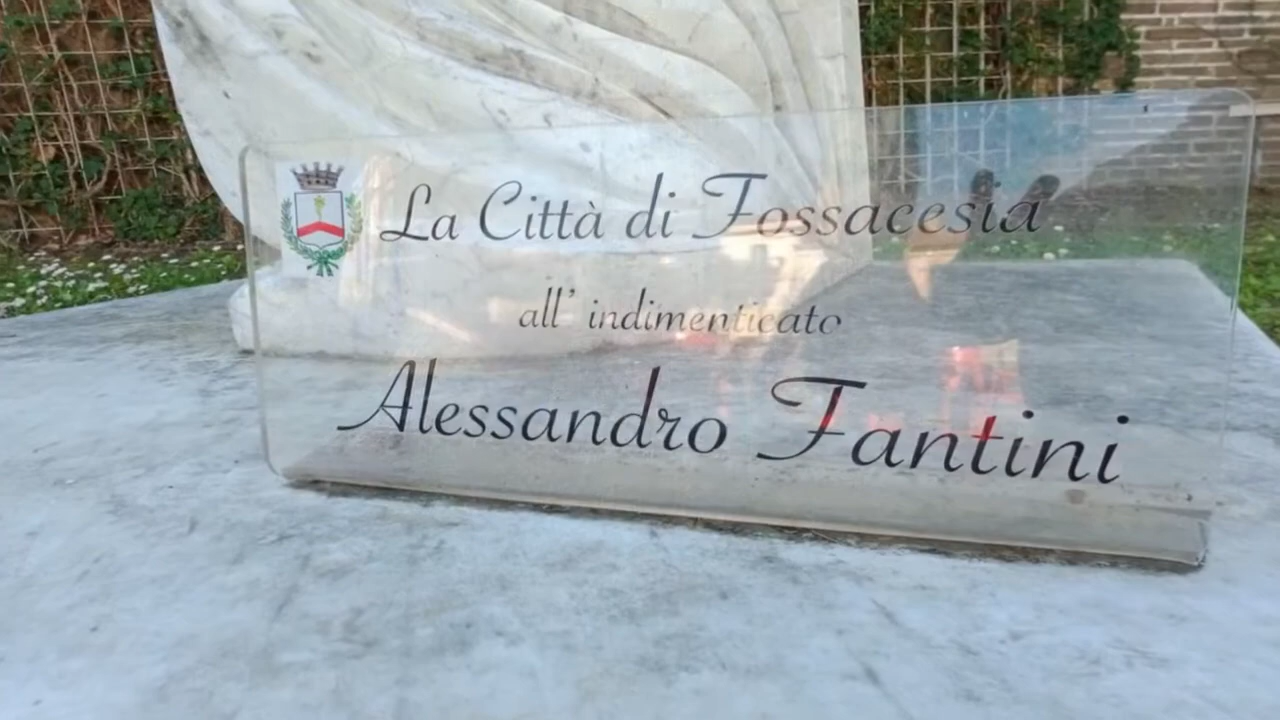 La Città di Fossacesia
all' indimenticato
Alessandro Fantini